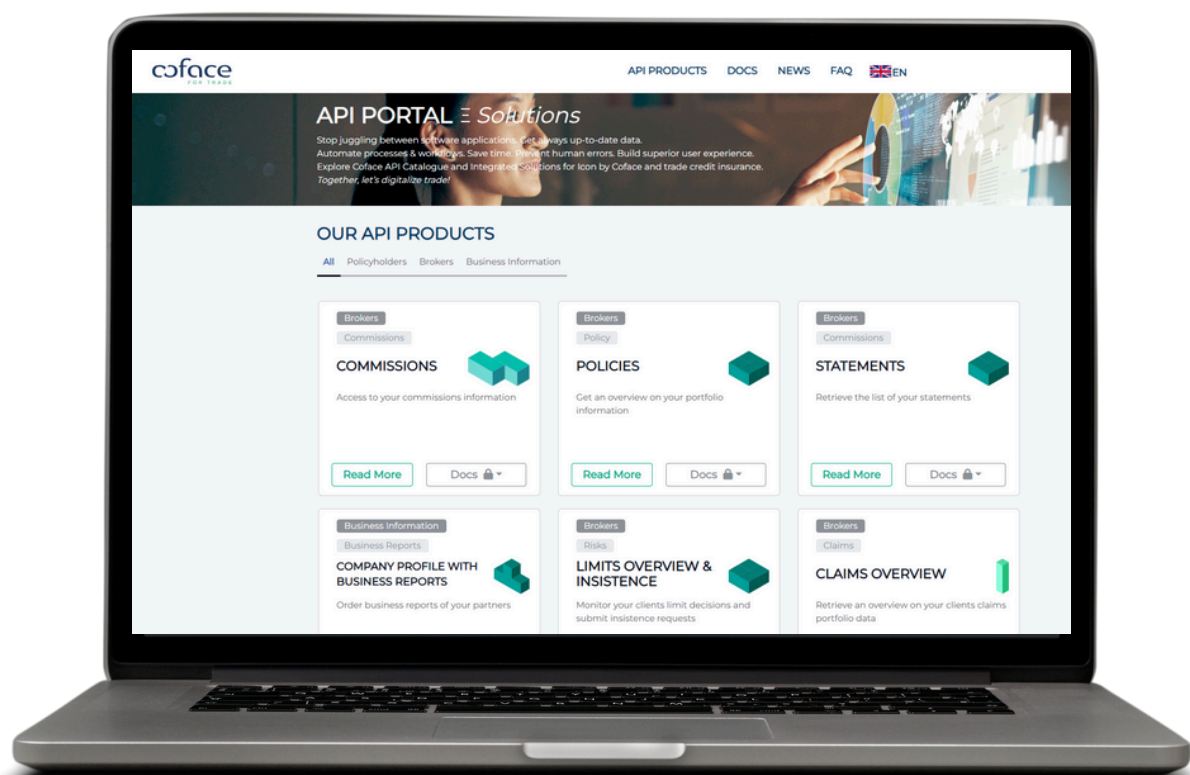 coface
FOR TRADE
API PRODUCTS DOCS NEWS FAQ EN
API PORTAL Ξ Solutions
Stop juggling between software applications. Get always up-to-date data.
Automate processes & workflows. Save time. Prevent human errors. Build superior user experience.
Explore Coface API Catalogue and Integrated Solutions for Icon by Coface and trade credit insurance.
Together, let's digitalize trade!
OUR API PRODUCTS
All Policyholders Brokers Business Information
Brokers
Commissions
COMMISSIONS
Access to your commissions information
Read More Docs
Brokers
Policy
POLICIES
Get an overview on your portfolio
information
Read More Docs
Brokers
Commissions
STATEMENTS
Retrieve the list of your statements
Read More Docs
Business Information
Business Reports
COMPANY PROFILE WITH
BUSINESS REPORTS
Order business reports of your partners
Brokers
Risks
LIMITS OVERVIEW &
INSISTENCE
Monitor your clients limit decisions and
submit insistence requests
Brokers
Claims
CLAIMS OVERVIEW
Retrieve an overview on your clients claims
portfolio data